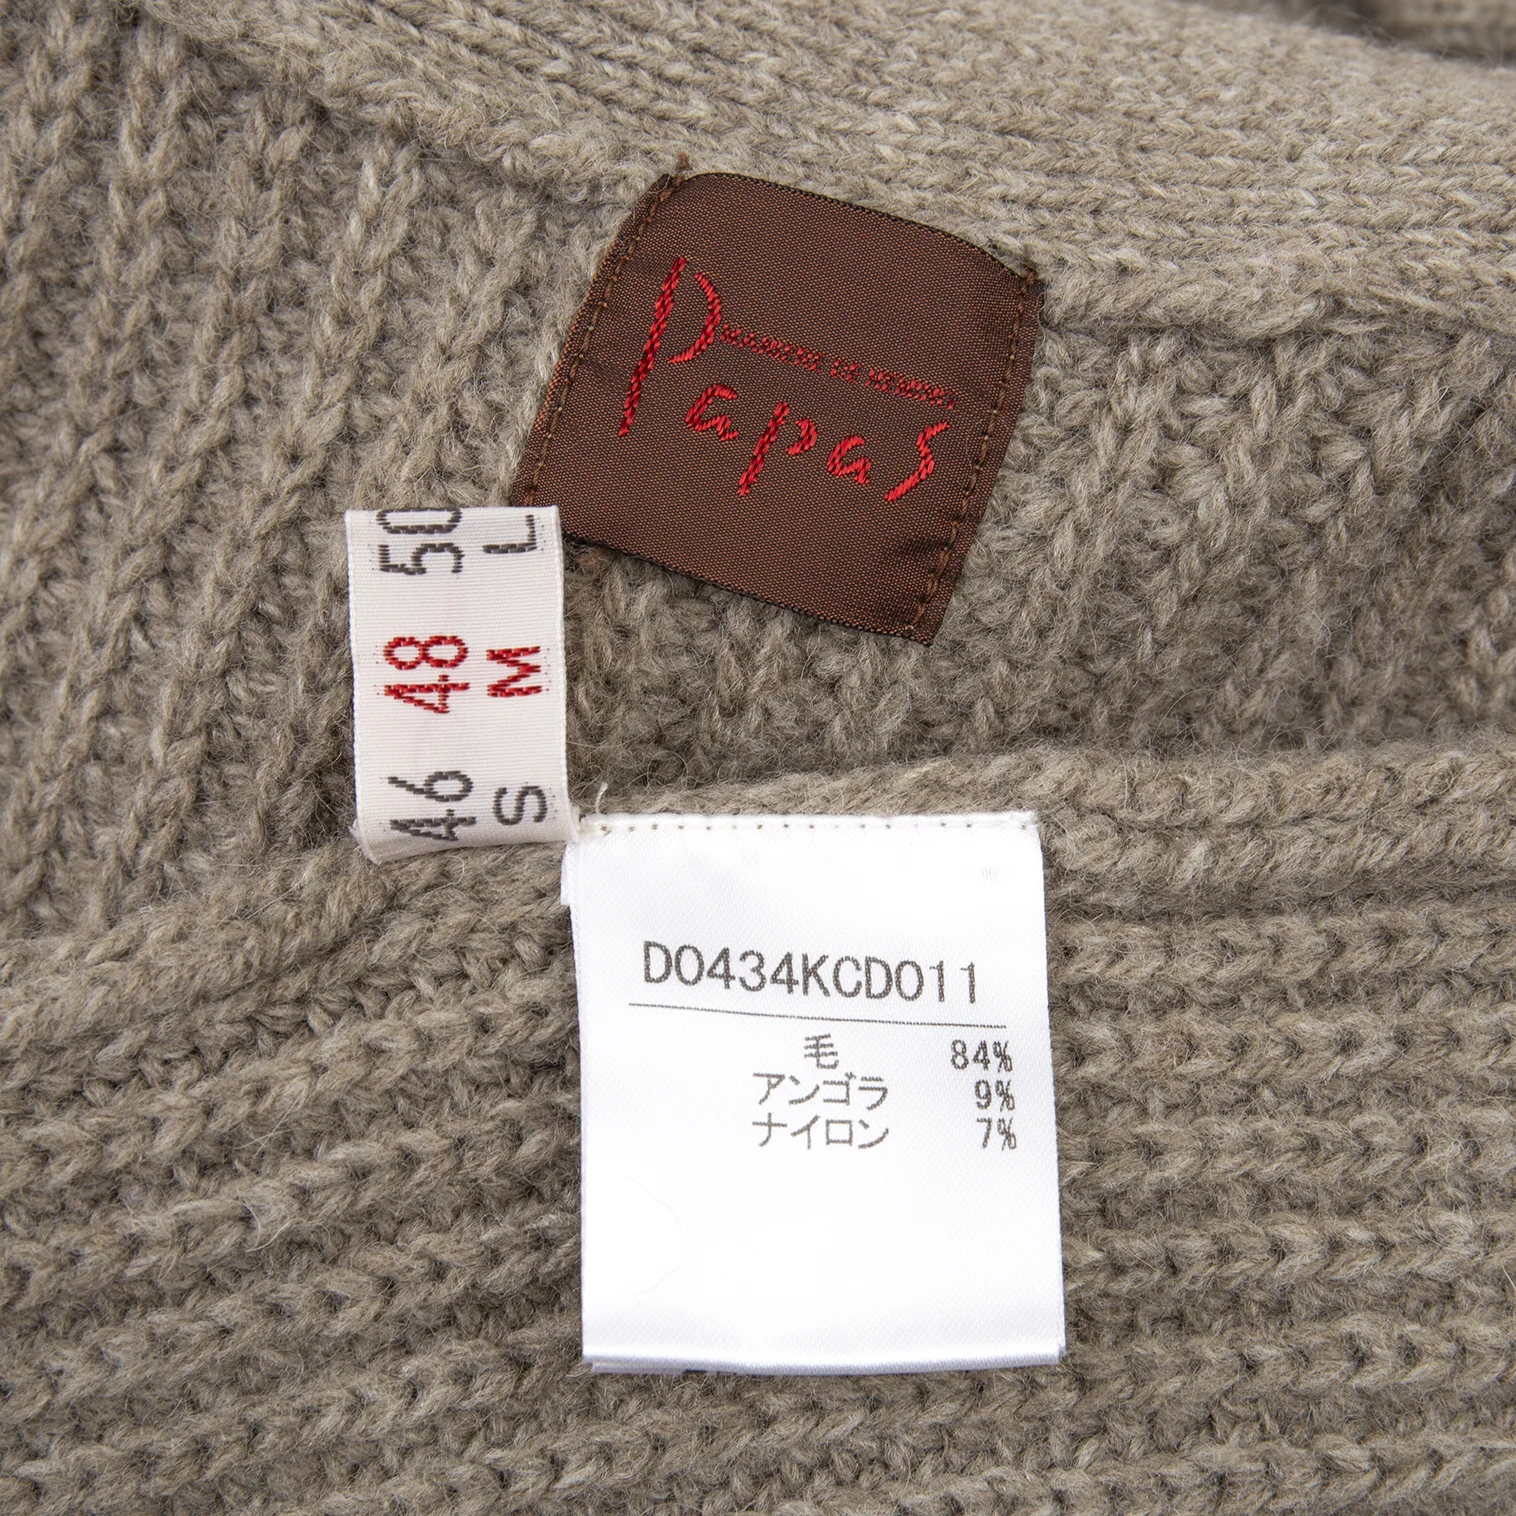 Papas
46 48 50
S M L
D0434KCD011
毛 84%
アンゴラ 9%
ナイロン 7%